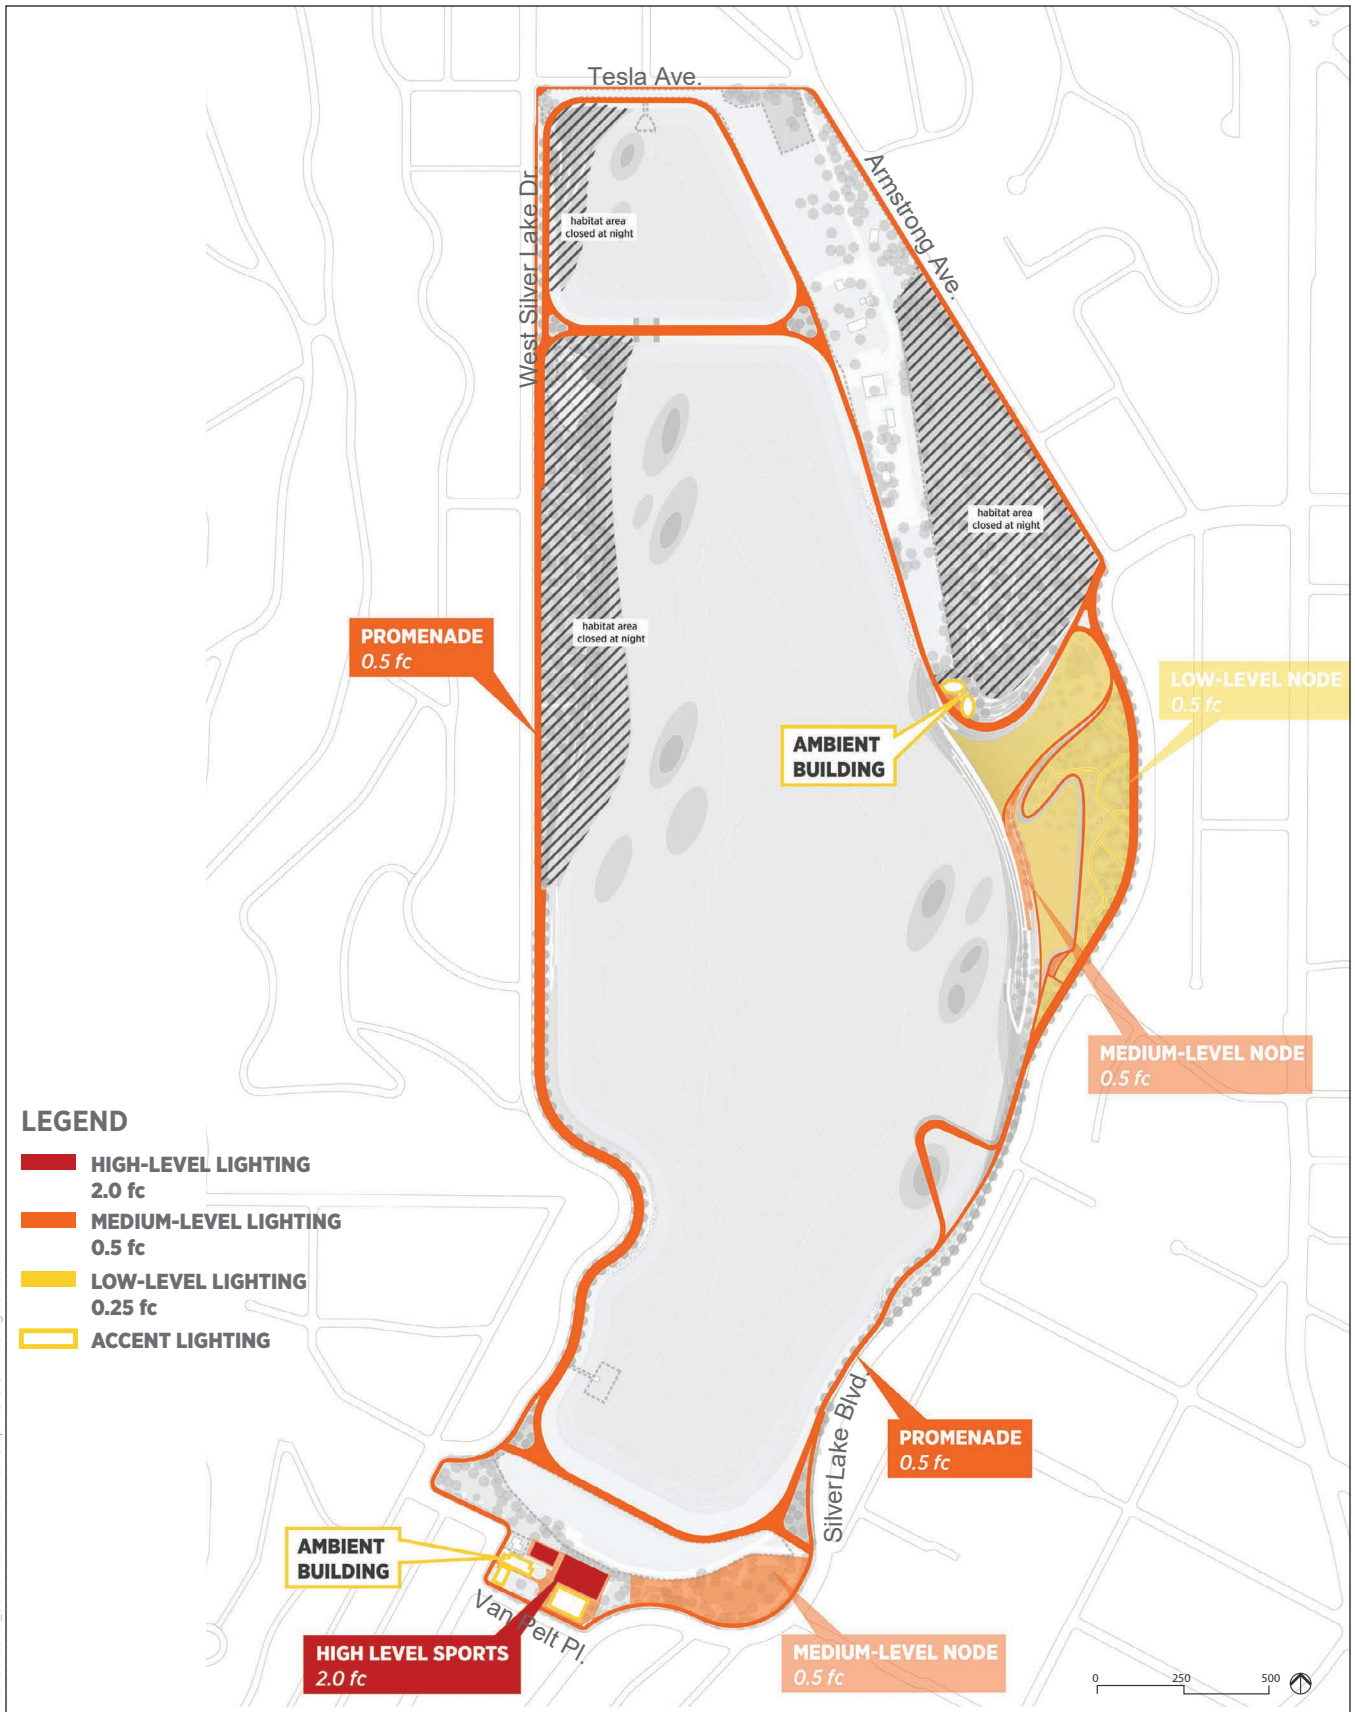 Tesla Ave.
Armstrong Ave.
West Silver Lake Dr.
habitat area
closed at night
habitat area
closed at night
habitat area
closed at night
PROMENADE
0.5 fc
LOW-LEVEL NODE
0.5 fc
AMBIENT
BUILDING
MEDIUM-LEVEL NODE
0.5 fc
LEGEND
HIGH-LEVEL LIGHTING
2.0 fc
MEDIUM-LEVEL LIGHTING
0.5 fc
LOW-LEVEL LIGHTING
0.25 fc
ACCENT LIGHTING
SilverLake Blvd.
PROMENADE
0.5 fc
AMBIENT
BUILDING
Van Pelt Pl.
HIGH LEVEL SPORTS
2.0 fc
MEDIUM-LEVEL NODE
0.5 fc
0 250 500